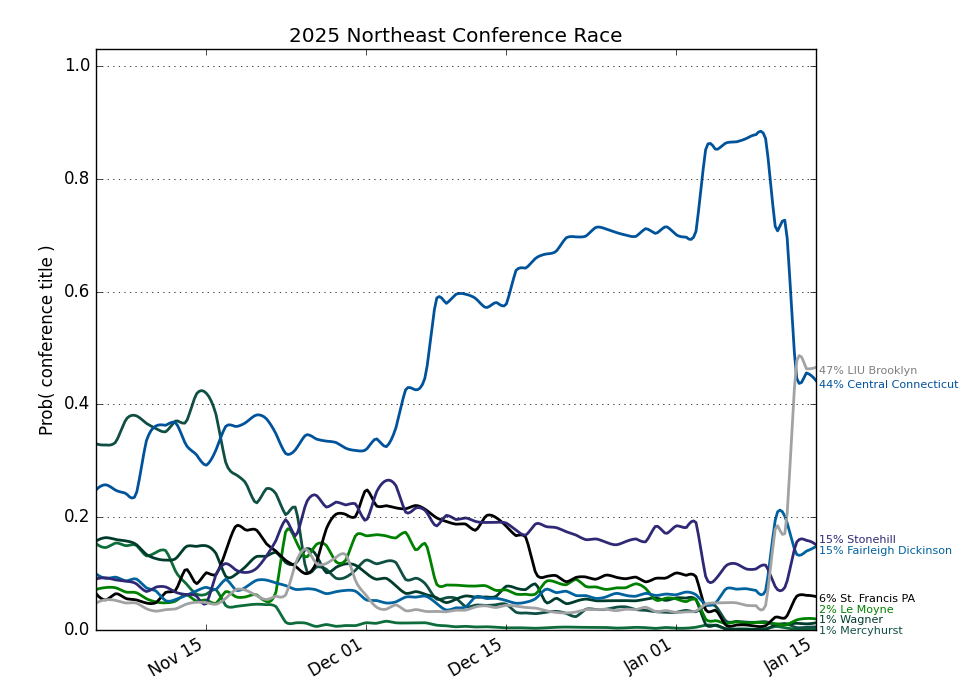 2025 Northeast Conference Race
Prob( conference title )
1.0
0.8
0.6
0.4
0.2
0.0
Nov 15
Dec 01
Dec 15
Jan 01
Jan 15
47% LIU Brooklyn
44% Central Connecticut
15% Stonehill
15% Fairleigh Dickinson
6% St. Francis PA
2% Le Moyne
1% Wagner
1% Mercyhurst